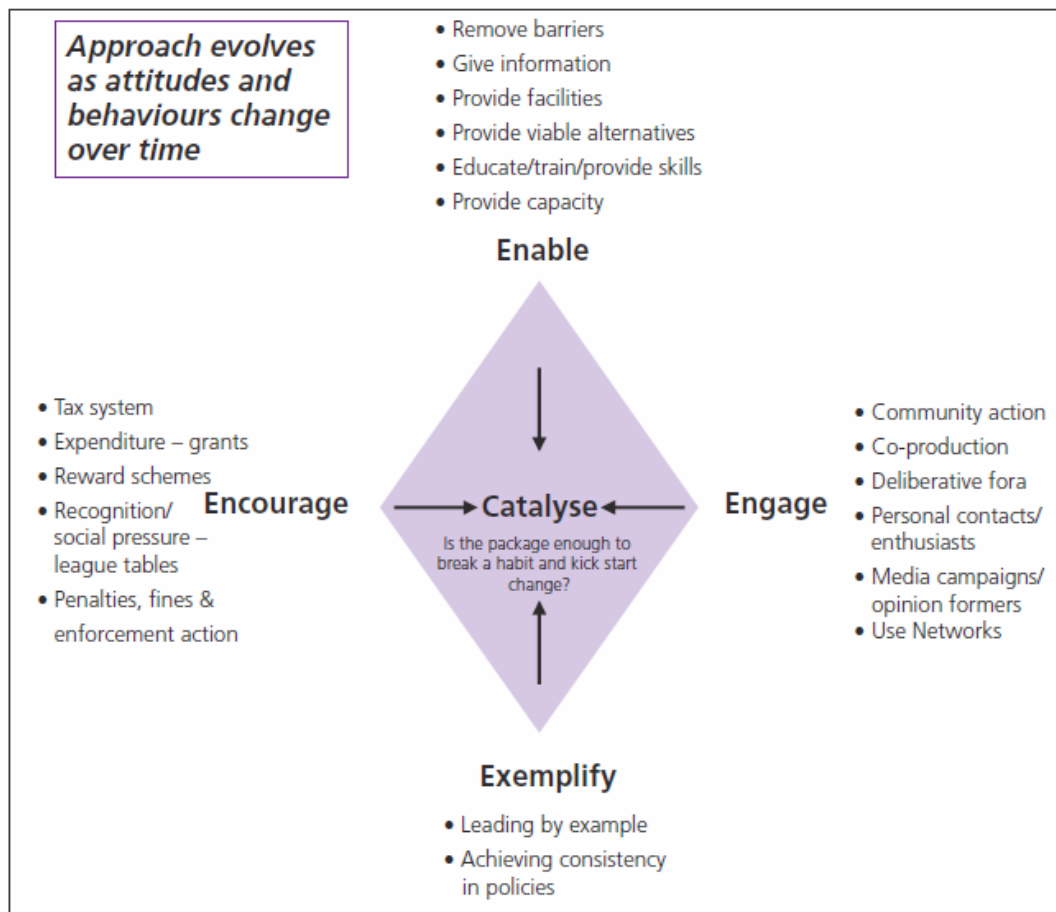 Approach evolves
as attitudes and
behaviours change
over time
• Remove barriers
• Give information
• Provide facilities
• Provide viable alternatives
• Educate/train/provide skills
• Provide capacity
Enable
• Tax system
• Expenditure – grants
• Reward schemes
• Recognition/
social pressure –
league tables
• Penalties, fines &
enforcement action
Encourage
Catalyse
Is the package enough to
break a habit and kick start
change?
Engage
• Community action
• Co-production
• Deliberative fora
• Personal contacts/
enthusiasts
• Media campaigns/
opinion formers
• Use Networks
Exemplify
• Leading by example
• Achieving consistency
in policies